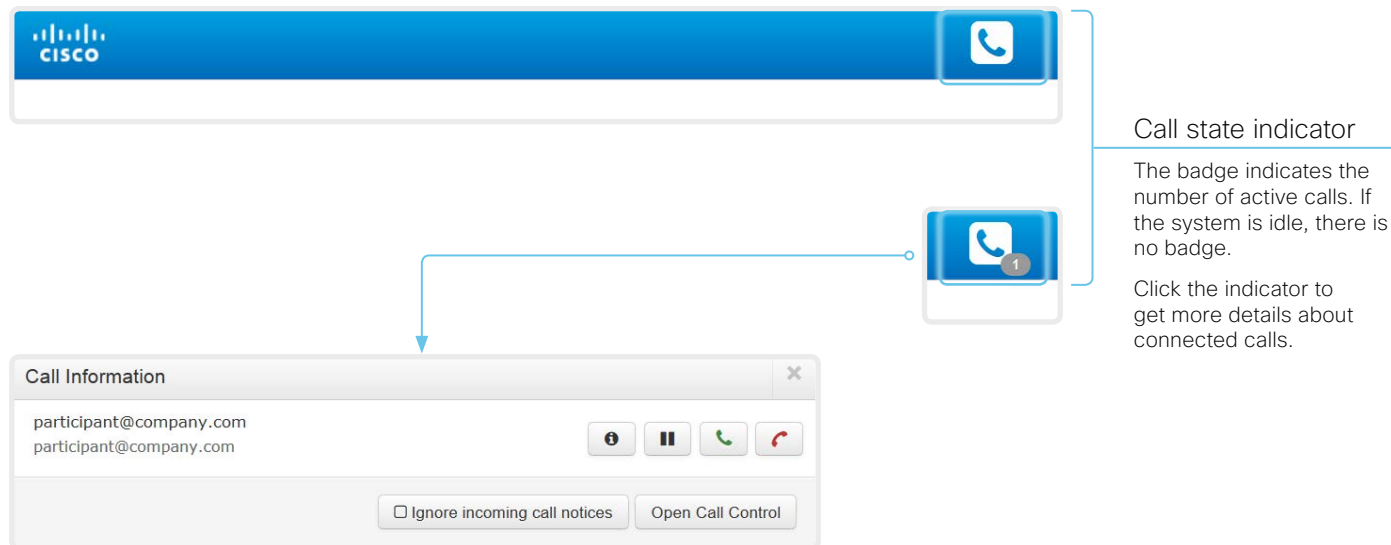 CISCO
Call state indicator
The badge indicates the
number of active calls. If
the system is idle, there is
no badge.
Click the indicator to
get more details about
connected calls.
1
Call Information
participant@company.com
participant@company.com
Ignore incoming call notices
Open Call Control